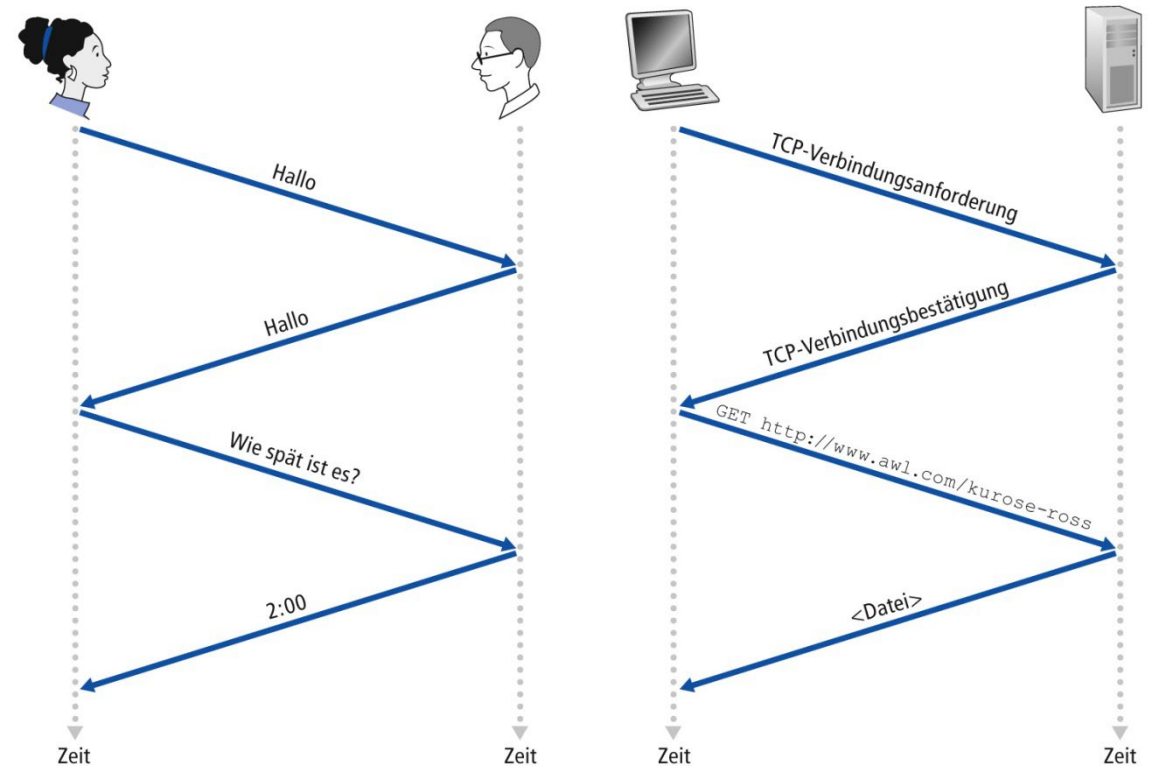 Hallo
Hallo
Wie spät ist es?
2:00
Zeit
Zeit
TCP-Verbindungsanforderung
TCP-Verbindungsbestätigung
GET http://www.awl.com/kurose-ross
<Datei>
Zeit
Zeit